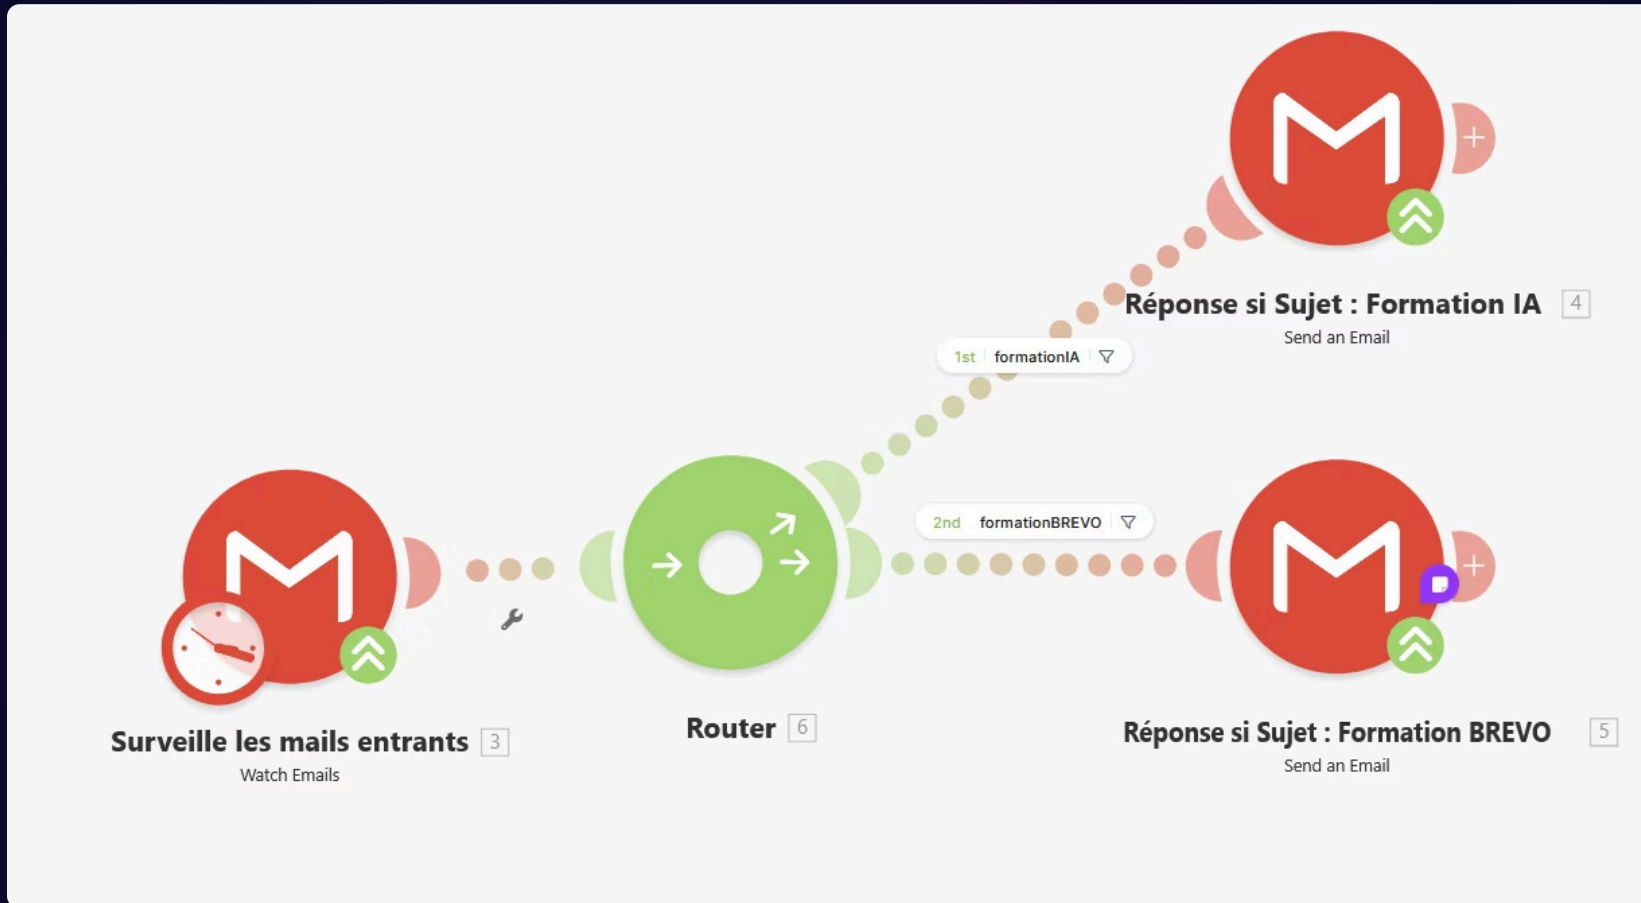 Réponse si Sujet : Formation IA 4
Send an Email
1st formationIA
2nd formationBREVO
Surveille les mails entrants 3
Watch Emails
Router 6
Réponse si Sujet : Formation BREVO 5
Send an Email